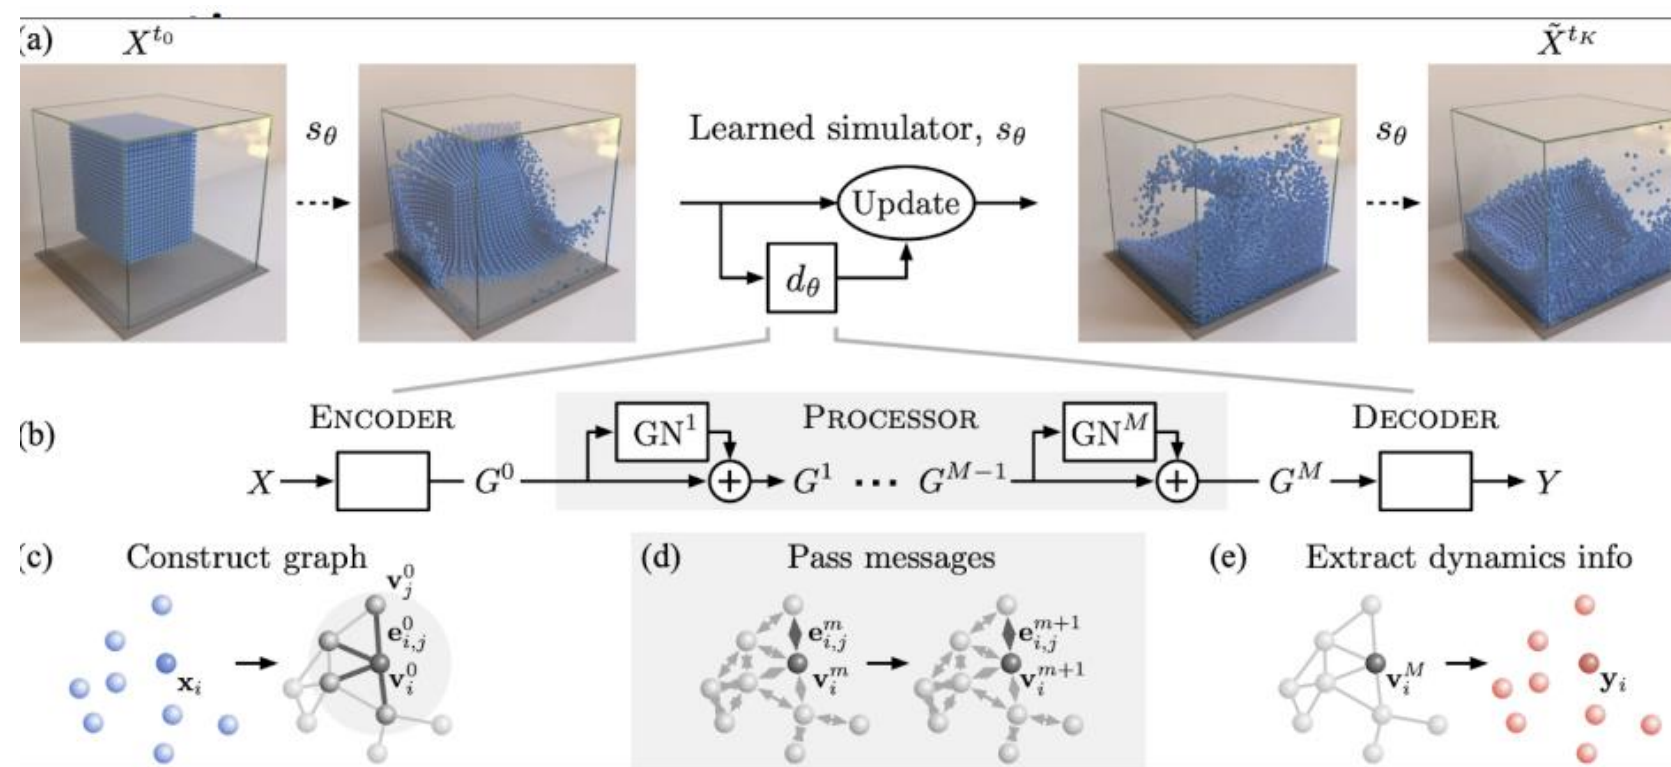 (a)
X^{t_0}
X̃^{t_K}
s_θ
Learned simulator, s_θ
s_θ
Update
d_θ
(b)
ENCODER
PROCESSOR
DECODER
GN^1
GN^M
X
G^0
+
G^1
···
G^{M−1}
+
G^M
Y
(c)
Construct graph
v_j^0
e_{i,j}^0
v_i^0
x_i
(d)
Pass messages
e_{i,j}^m
v_i^m
e_{i,j}^{m+1}
v_i^{m+1}
(e)
Extract dynamics info
v_i^M
y_i